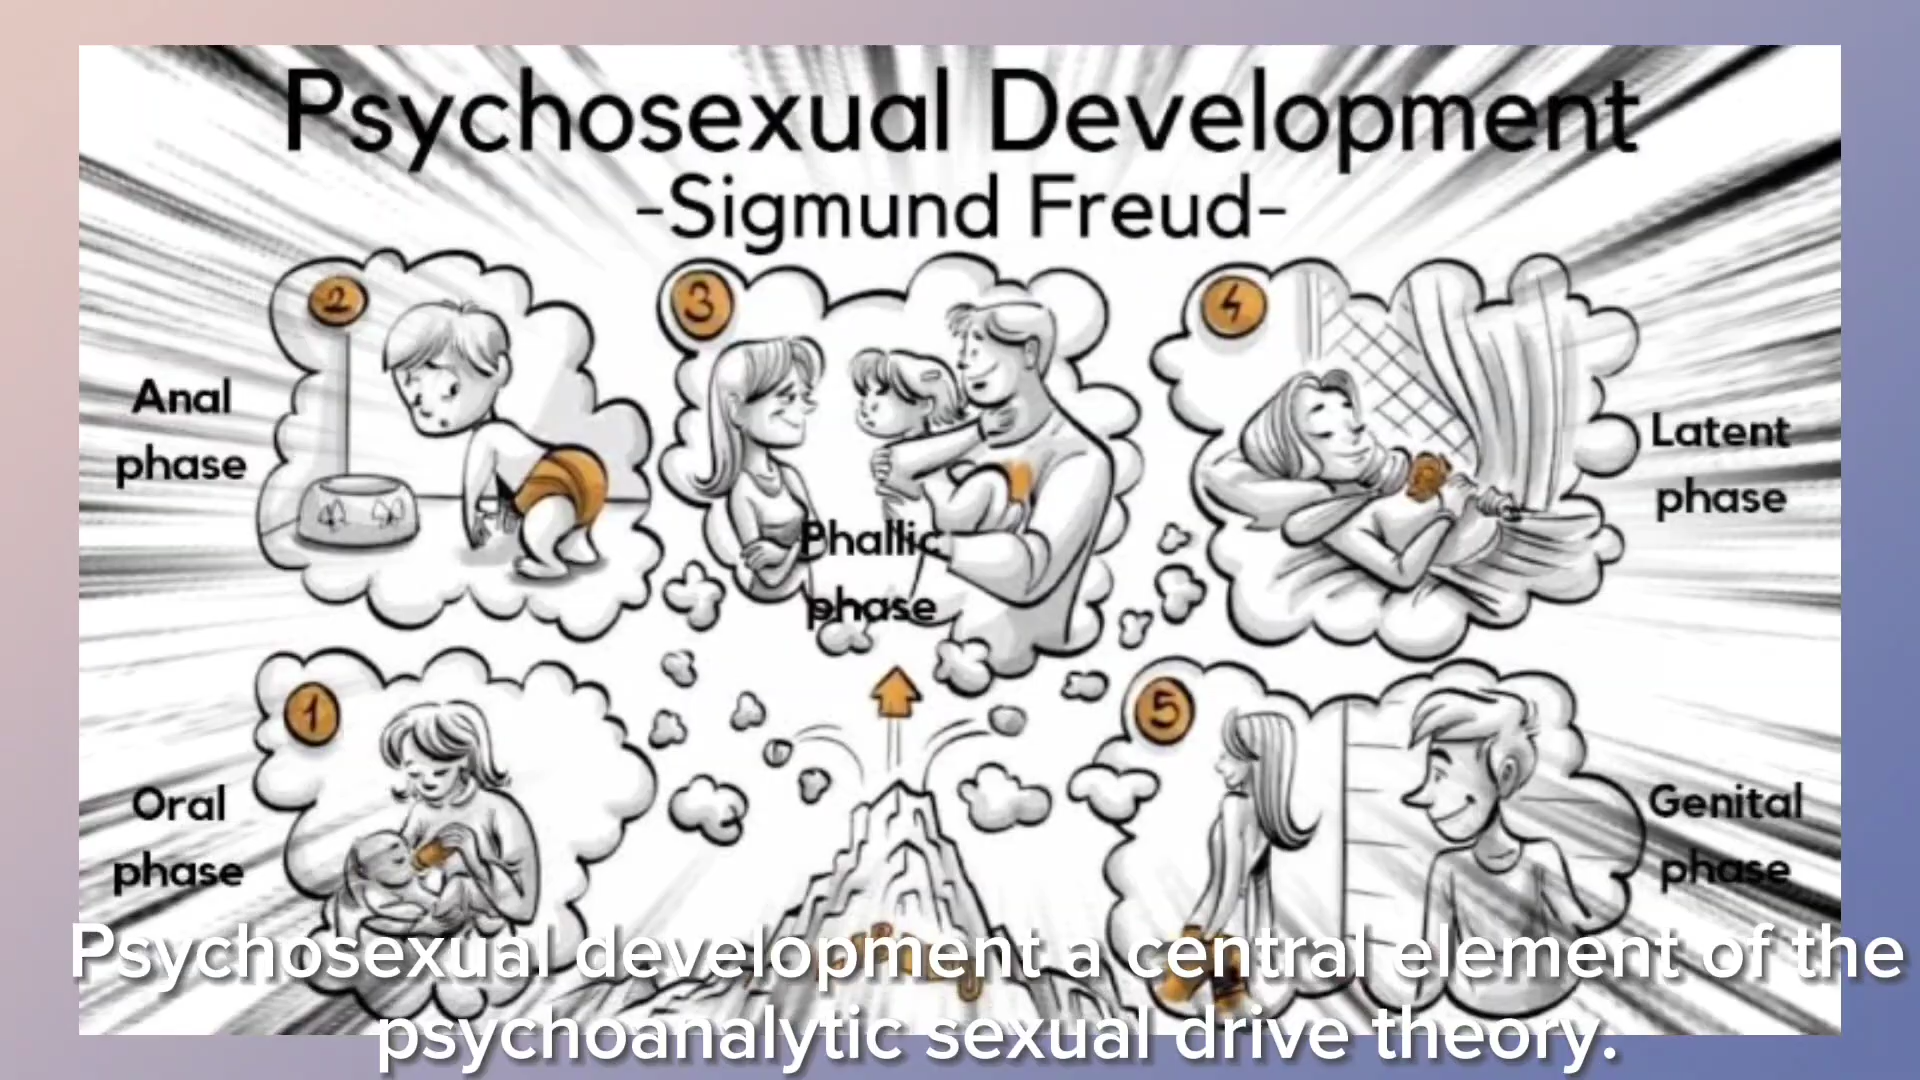 Psychosexual Development
-Sigmund Freud-
2
3
4
Anal
phase
Phallic
phase
Latent
phase
1
5
Oral
phase
Genital
phase
Psychosexual development a central element of the
psychoanalytic sexual drive theory.